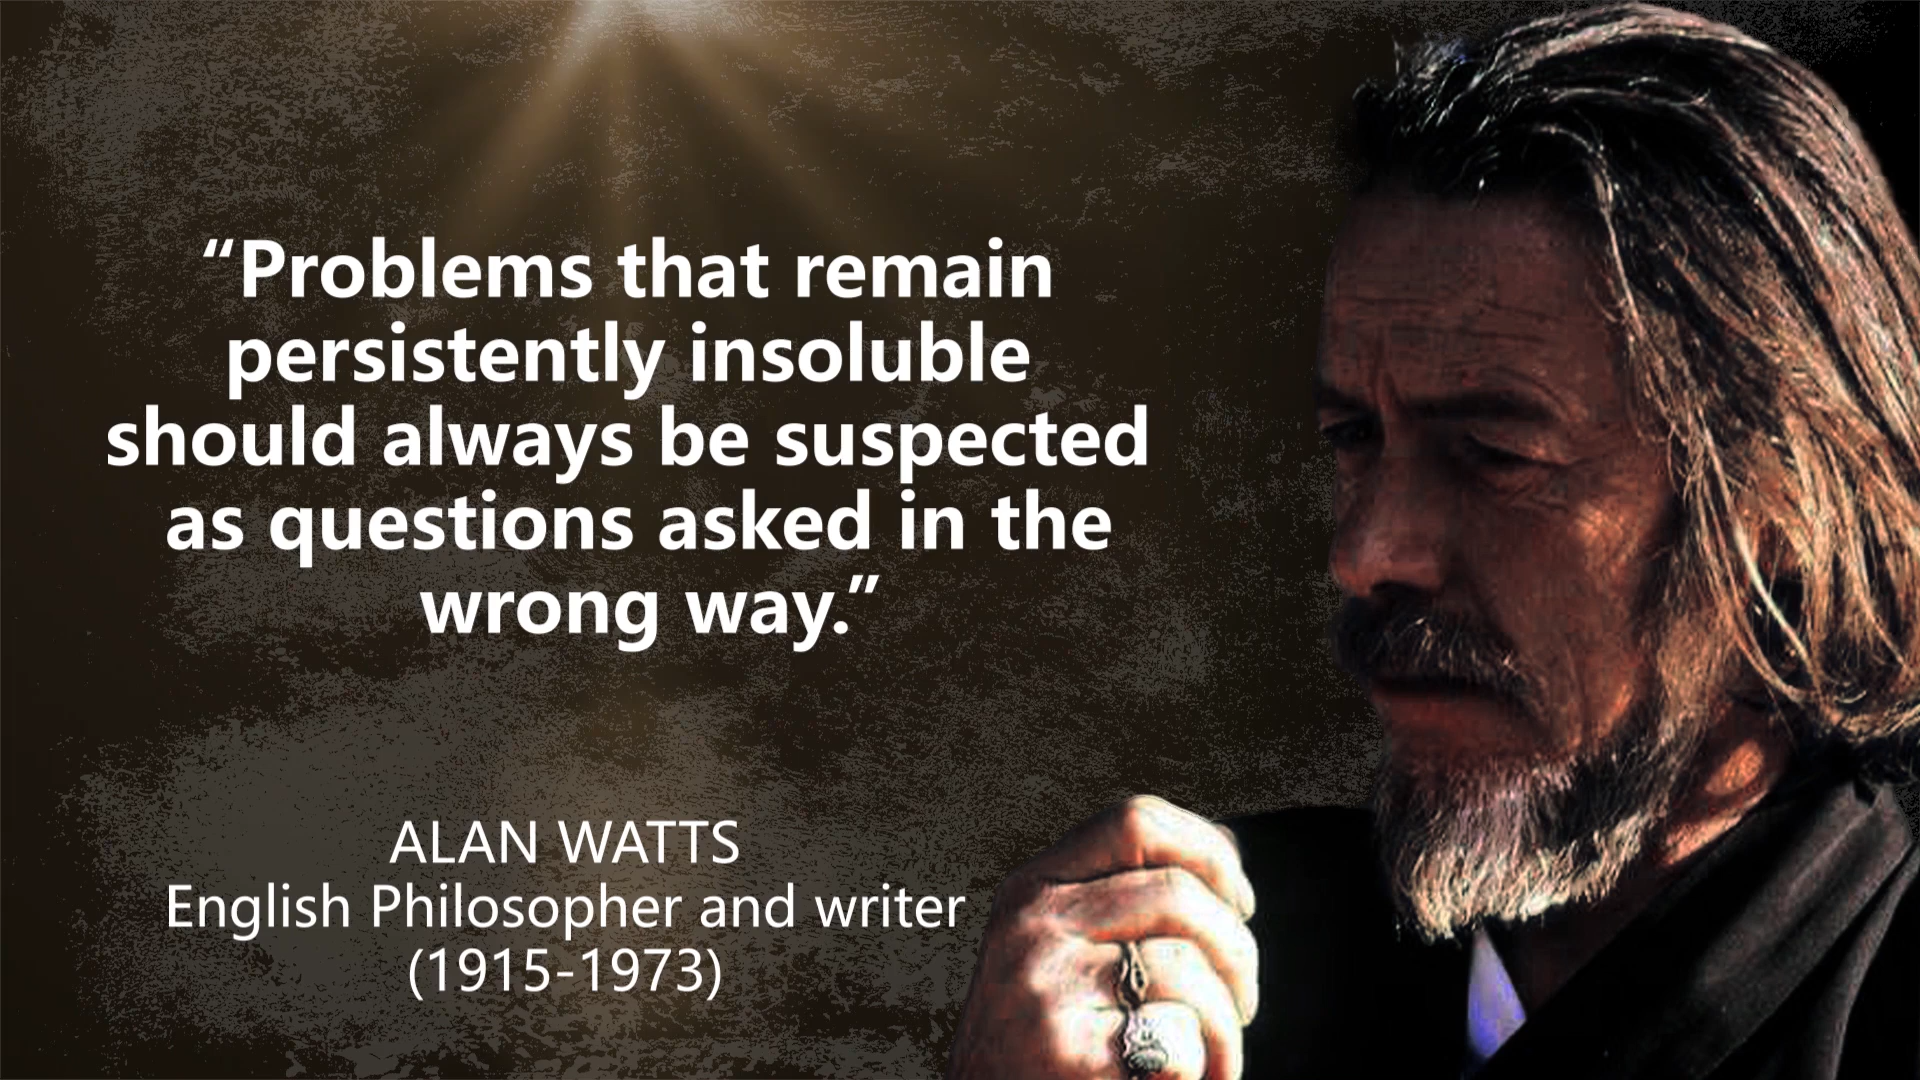 “Problems that remain
persistently insoluble
should always be suspected
as questions asked in the
wrong way.”
ALAN WATTS
English Philosopher and writer
(1915-1973)